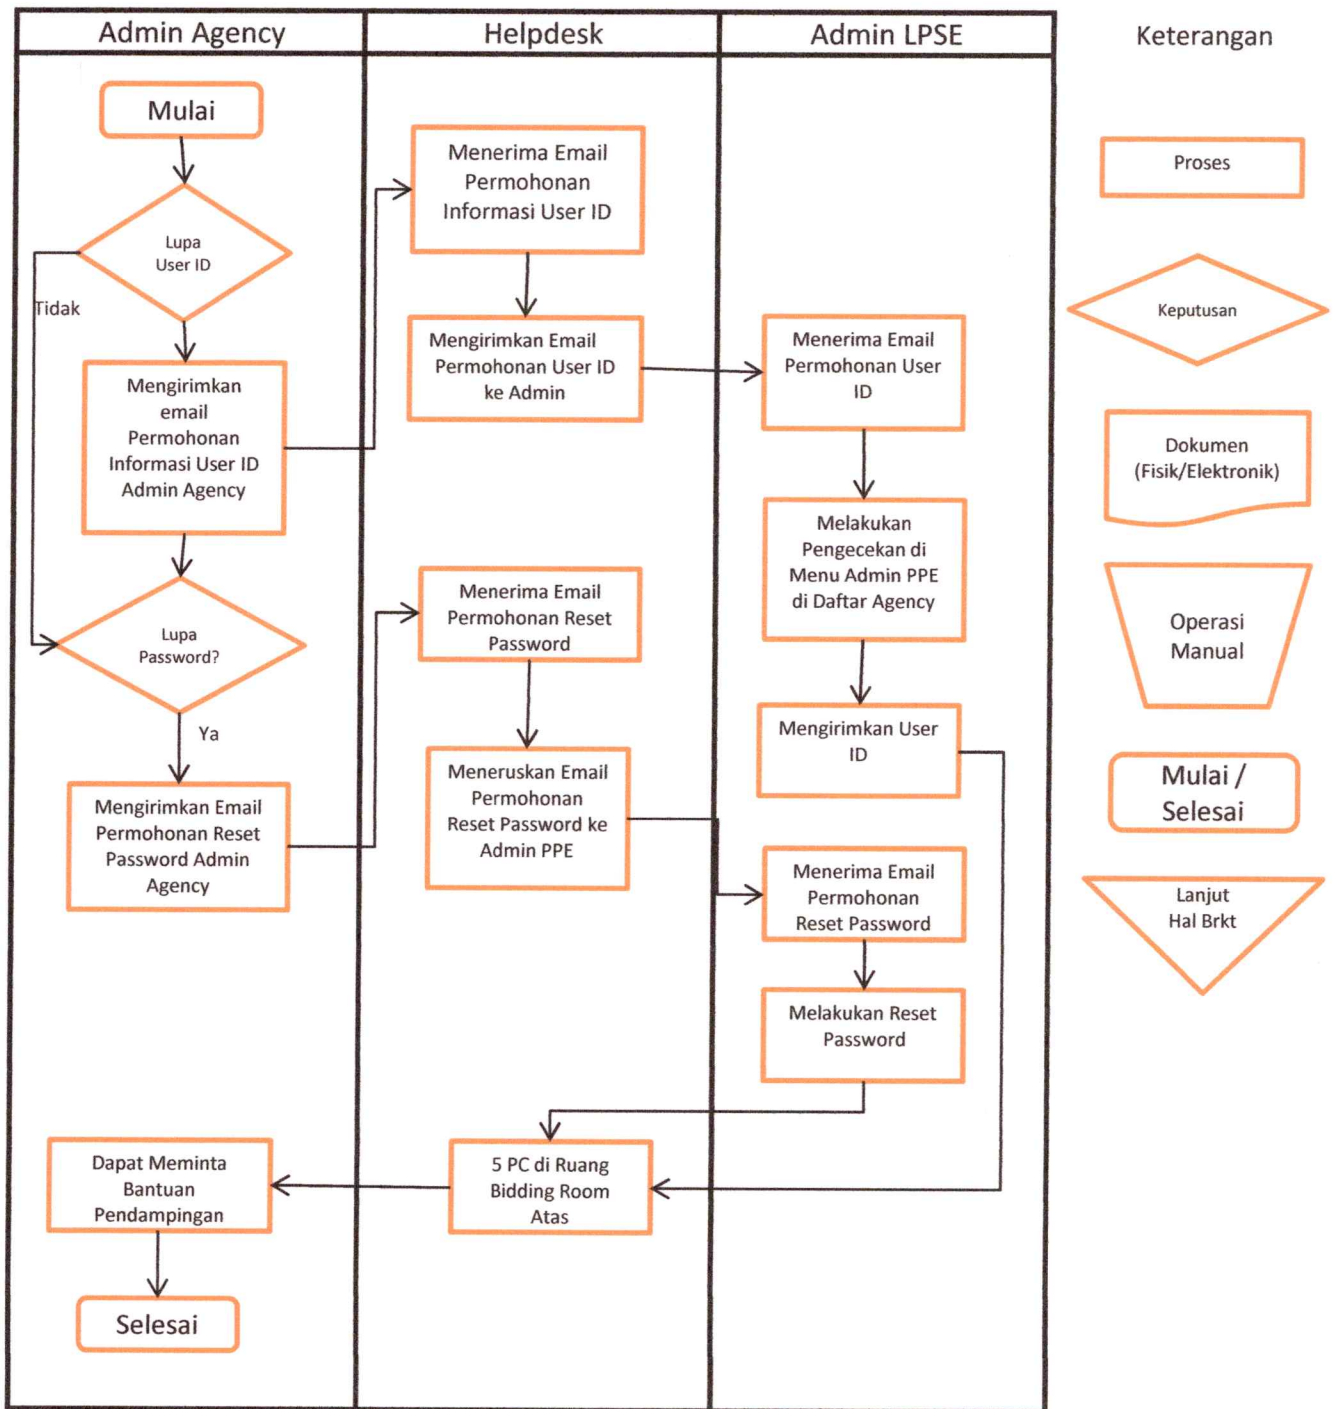 Admin Agency
Helpdesk
Admin LPSE
Keterangan
Mulai
Lupa
User ID
Tidak
Mengirimkan
email
Permohonan
Informasi User ID
Admin Agency
Lupa
Password?
Ya
Mengirimkan Email
Permohonan Reset
Password Admin
Agency
Dapat Meminta
Bantuan
Pendampingan
Selesai
Menerima Email
Permohonan
Informasi User ID
Mengirimkan Email
Permohonan User ID
ke Admin
Menerima Email
Permohonan Reset
Password
Meneruskan Email
Permohonan
Reset Password ke
Admin PPE
5 PC di Ruang
Bidding Room
Atas
Menerima Email
Permohonan User
ID
Melakukan
Pengecekan di
Menu Admin PPE
di Daftar Agency
Mengirimkan User
ID
Menerima Email
Permohonan
Reset Password
Melakukan Reset
Password
Proses
Keputusan
Dokumen
(Fisik/Elektronik)
Operasi
Manual
Mulai /
Selesai
Lanjut
Hal Brkt